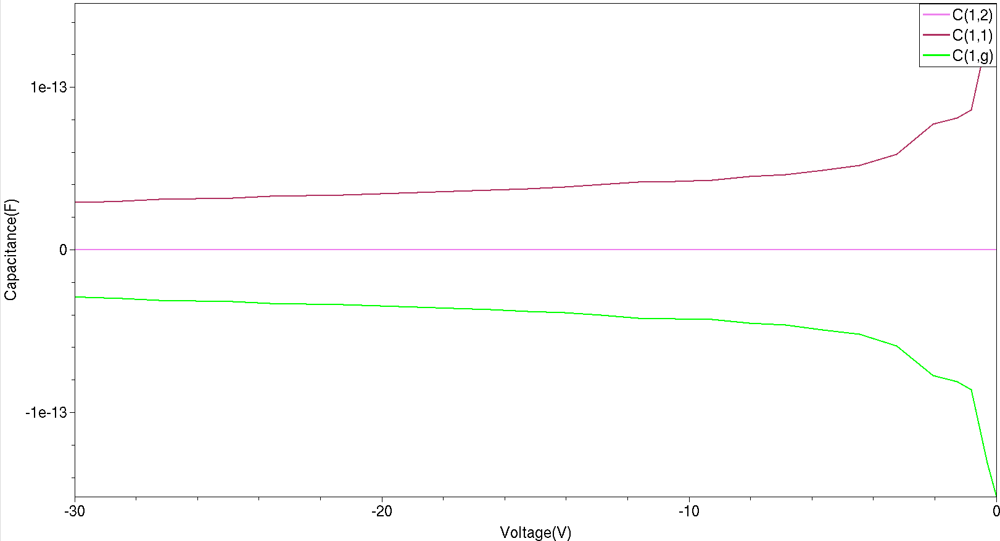 C(1,2)
C(1,1)
C(1,g)
1e-13
0
-1e-13
Capacitance(F)
-30
-20
-10
0
Voltage(V)